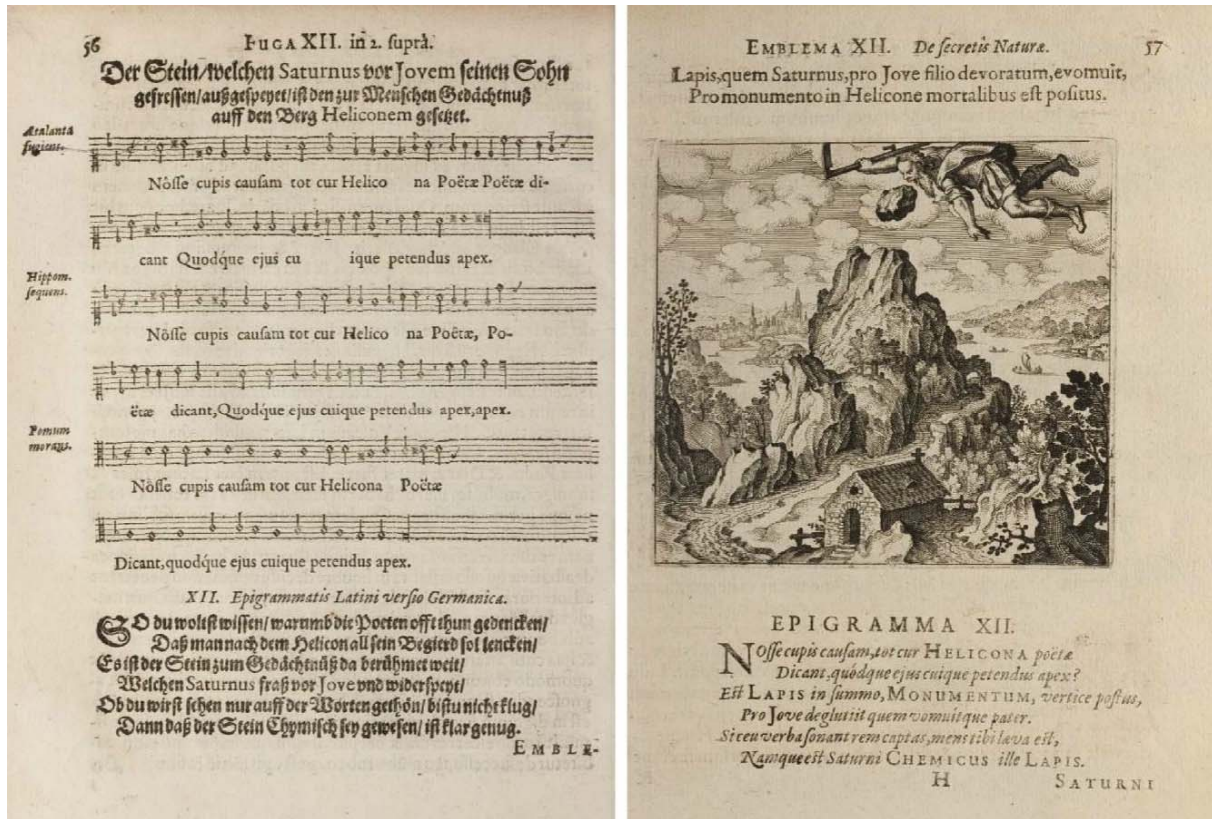 56
FUGA XII. in 2. suprà.
Der Stein/welchen Saturnus vor Jovem seinen Sohn
gefressen/außgespeyet/ist den zur Menschen Gedächtnuß
auff den Berg Heliconem gesetzet.
Atalanta
fugiens.
Nôsse cupis causam tot cur Helico na Poëtæ Poëtæ di-
cant Quodque ejus cu ique petendus apex.
Hippom.
sequens.
Nôsse cupis causam tot cur Helico na Poëtæ, Po-
ëtæ dicant, Quodque ejus cuique petendus apex, apex.
Pomum
morans.
Nôsse cupis causam tot cur Helicona Poëtæ
Dicant, quodque ejus cuique petendus apex.
XII. Epigrammatis Latini versio Germanica.
SO du woltst wissen/ warumb die Poeten offt thun gedencken/
Daß man nach dem Helicon all sein Begierd sol lencken/
Es ist der Stein zum Gedächtnüß da berühmet weit/
Welchen Saturnus fraß vor Jove und widerspeyt/
Ob du wirst sehen nur auff der Worten gethön/ bistu nicht klug/
Dann daß der Stein Chymisch sey gewesen/ ist klar genug.
EMBLE-
EMBLEMA XII. De secretis Naturæ. 57
Lapis, quem Saturnus, pro Jove filio devoratum, evomuit,
Pro monumento in Helicone mortalibus est positus.
EPIGRAMMA XII.
NOsse cupis causam, tot cur HELICONA poëtæ
Dicant, quódque ejus cuique petendus apex?
Est LAPIS in summo, MONUMENTUM, vertice postus,
Pro Jove deglutiit quem vomuitque pater.
Si ceu verba sonant rem captas, mens tibi læva est,
Namque est Saturni CHEMICUS ille LAPIS.
H SATURNI